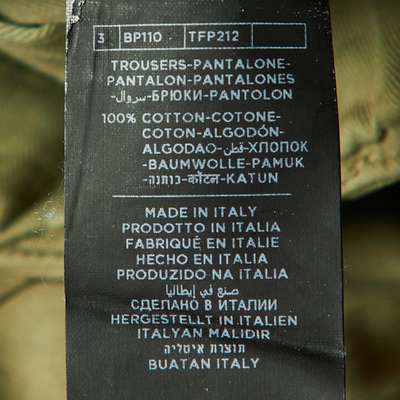 3 BP110 TFP212
TROUSERS-PANTALONE-
PANTALON-PANTALONES
-سروال-БРЮКИ-PANTOLON
100% COTTON-COTONE-
COTON-ALGODÓN-
ALGODAO-قطن-ХЛОПОК
-BAUMWOLLE-PAMUK
-כותנה-कॉटन-KATUN
MADE IN ITALY
PRODOTTO IN ITALIA
FABRIQUÉ EN ITALIE
HECHO EN ITALIA
PRODUZIDO NA ITALIA
صنع في إيطاليا
СДЕЛАНО В ИТАЛИИ
HERGESTELLT IN ITALIEN
ITALYAN MALIDIR
תוצרת איטליה
BUATAN ITALY